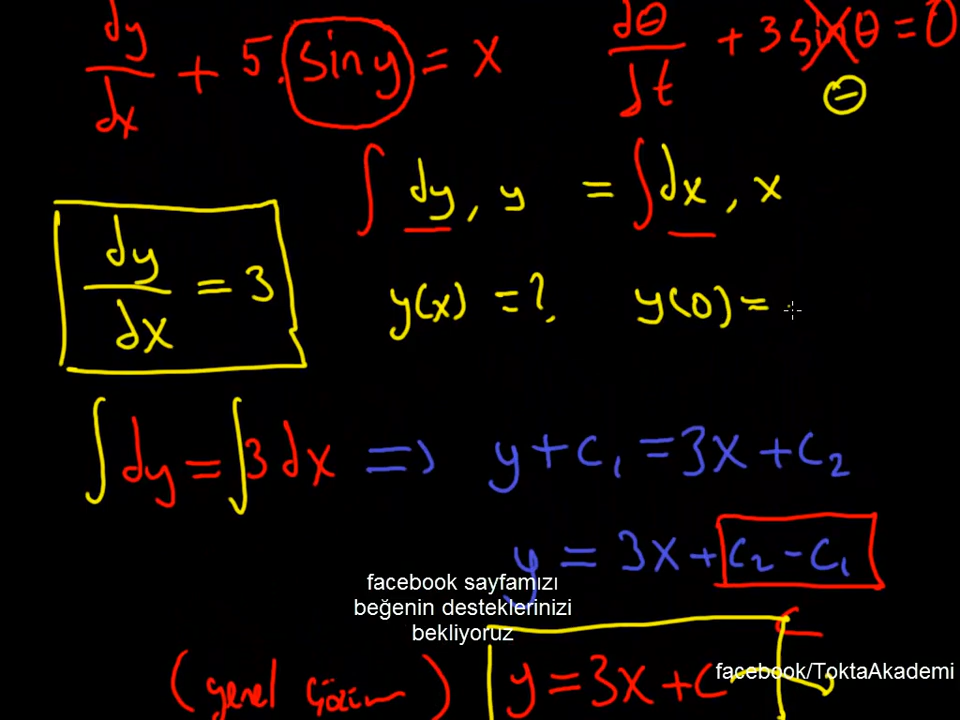 dy/dx + 5.sin y = x
dθ/dt + 3 sin θ = 0
θ
∫ dy, y = ∫ dx, x
dy/dx = 3
y(x) = ?, y(0) =
∫ dy = ∫ 3 dx ⇒ y + c₁ = 3x + c₂
y = 3x + c₂ - c₁
facebook sayfamızı
beğenin desteklerinizi
bekliyoruz
c
facebook/ToktaAkademi
(genel çözüm) y = 3x + c